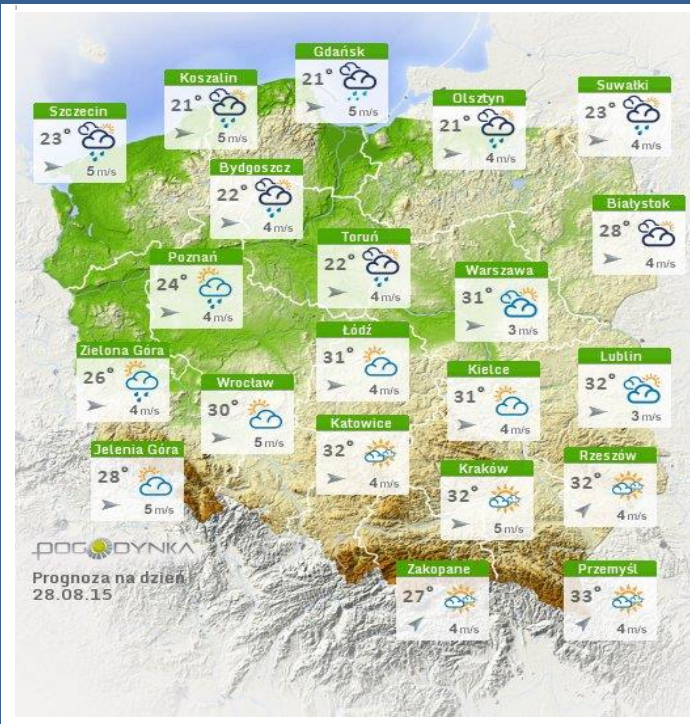 Gdańsk
21°
5 m/s
Koszalin
21°
5 m/s
Szczecin
23°
5 m/s
Olsztyn
21°
4 m/s
Suwałki
23°
4 m/s
Bydgoszcz
22°
4 m/s
Białystok
28°
4 m/s
Toruń
22°
4 m/s
Poznań
24°
4 m/s
Warszawa
31°
3 m/s
Łódź
31°
4 m/s
Zielona Góra
26°
4 m/s
Wrocław
30°
5 m/s
Kielce
31°
4 m/s
Lublin
32°
3 m/s
Katowice
32°
4 m/s
Jelenia Góra
28°
5 m/s
Kraków
32°
5 m/s
Rzeszów
32°
4 m/s
POGODYNKA
Prognoza na dzień
28.08.15
Zakopane
27°
4 m/s
Przemyśl
33°
4 m/s